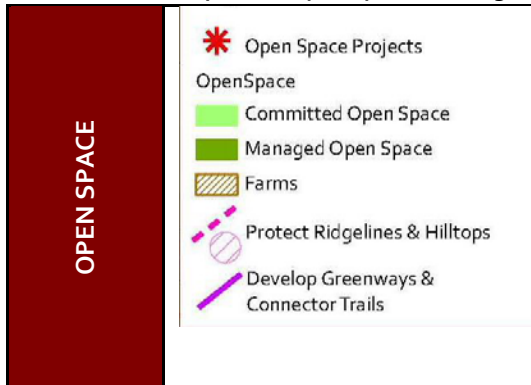 OPEN SPACE
Open Space Projects
OpenSpace
Committed Open Space
Managed Open Space
Farms
Protect Ridgelines & Hilltops
Develop Greenways &
Connector Trails